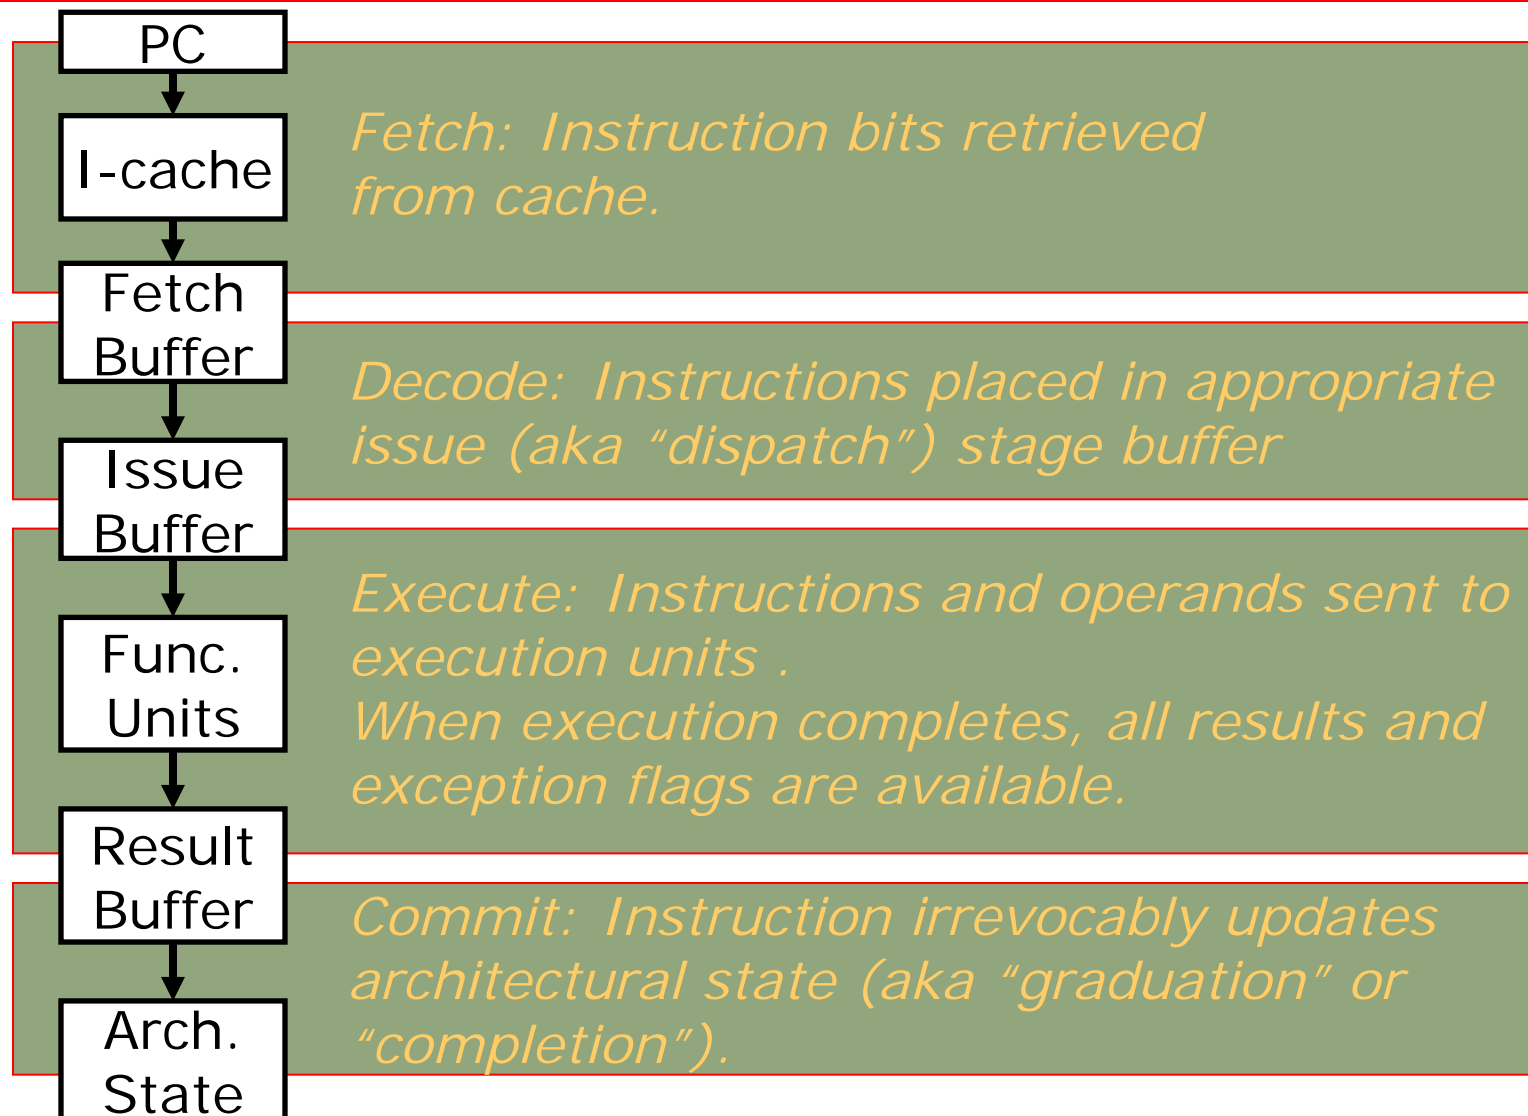 PC
I-cache
Fetch: Instruction bits retrieved
from cache.
Fetch
Buffer
Decode: Instructions placed in appropriate
issue (aka “dispatch”) stage buffer
Issue
Buffer
Execute: Instructions and operands sent to
execution units .
When execution completes, all results and
exception flags are available.
Func.
Units
Result
Buffer
Commit: Instruction irrevocably updates
architectural state (aka “graduation” or
“completion”).
Arch.
State